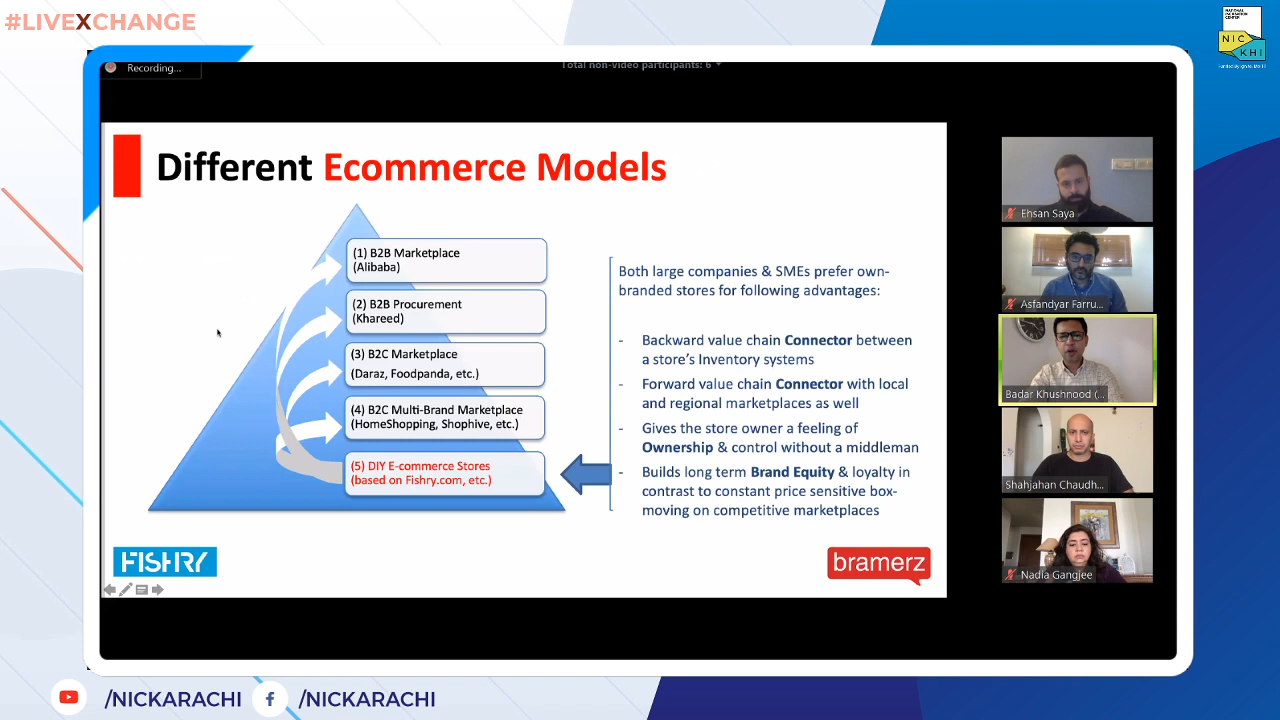 #LIVEXCHANGE
NATIONAL
INCUBATION
CENTER
NIC
KHI
Recording...
Total non-video participants: 6
Different Ecommerce Models
(1) B2B Marketplace
(Alibaba)
(2) B2B Procurement
(Khareed)
(3) B2C Marketplace
(Daraz, Foodpanda, etc.)
(4) B2C Multi-Brand Marketplace
(HomeShopping, Shophive, etc.)
(5) DIY E-commerce Stores
(based on Fishry.com, etc.)
Both large companies & SMEs prefer own-
branded stores for following advantages:
- Backward value chain Connector between
a store's Inventory systems
- Forward value chain Connector with local
and regional marketplaces as well
- Gives the store owner a feeling of
Ownership & control without a middleman
- Builds long term Brand Equity & loyalty in
contrast to constant price sensitive box-
moving on competitive marketplaces
FISHRY
bramerz
Ehsan Saya
Asfandyar Farru...
Badar Khushnood (...
Shahjahan Chaudh...
Nadia Gangjee
/NICKARACHI
/NICKARACHI